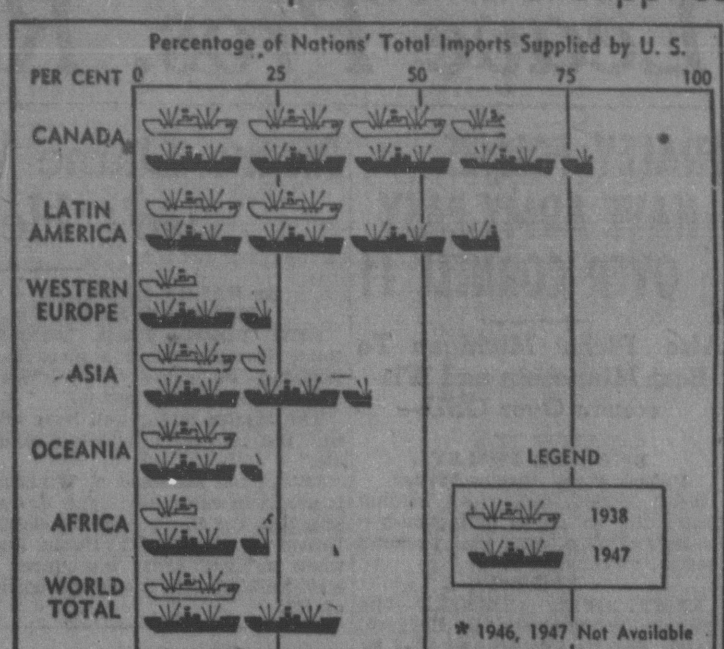 Percentage of Nations' Total Imports Supplied by U. S.
PER CENT 0 25 50 75 100
CANADA *
LATIN
AMERICA
WESTERN
EUROPE
ASIA
OCEANIA
AFRICA
WORLD
TOTAL
LEGEND
1938
1947
* 1946, 1947 Not Available